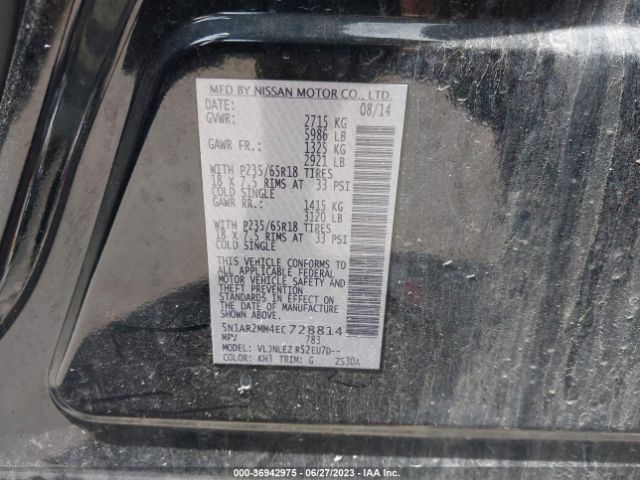 MFD BY NISSAN MOTOR CO., LTD.
DATE: 08/14
GVWR: 2715 KG
5986 LB
GAWR FR.: 1325 KG
2921 LB
WITH P235/65R18 TIRES
18 X 7.5 RIMS AT 33 PSI
COLD SINGLE
GAWR RR.: 1415 KG
3120 LB
WITH P235/65R18 TIRES
18 X 7.5 RIMS AT 33 PSI
COLD SINGLE
THIS VEHICLE CONFORMS TO
ALL APPLICABLE FEDERAL
MOTOR VEHICLE SAFETY AND
THEFT PREVENTION
STANDARDS IN EFFECT ON
THE DATE OF MANUFACTURE
SHOWN ABOVE.
5N1AR2MM4EC728814
MPV 783
MODEL: VLJNLEZ RS2EU7D--
COLOR: KH3 TRIM: G ZS30A
000-36942975 | 06/27/2023 - IAA Inc.